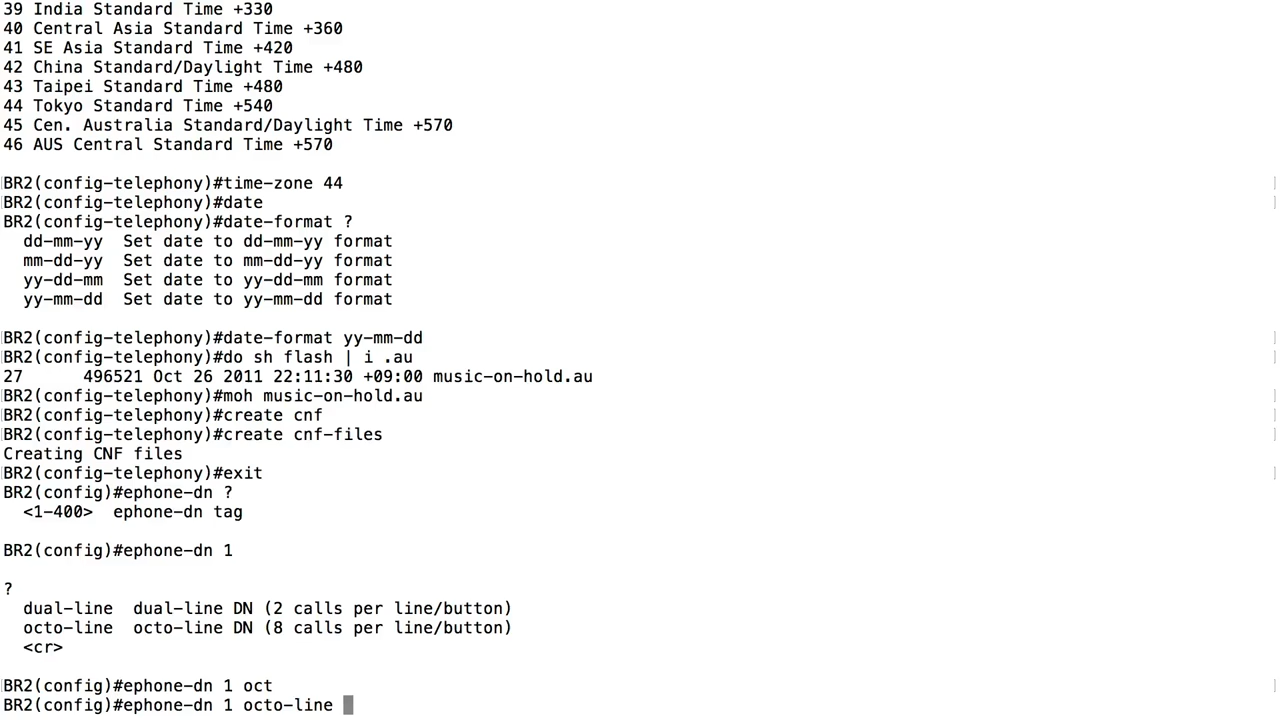 39 India Standard Time +330
40 Central Asia Standard Time +360
41 SE Asia Standard Time +420
42 China Standard/Daylight Time +480
43 Taipei Standard Time +480
44 Tokyo Standard Time +540
45 Cen. Australia Standard/Daylight Time +570
46 AUS Central Standard Time +570
BR2(config-telephony)#time-zone 44
BR2(config-telephony)#date
BR2(config-telephony)#date-format ?
dd-mm-yy  Set date to dd-mm-yy format
mm-dd-yy  Set date to mm-dd-yy format
yy-dd-mm  Set date to yy-dd-mm format
yy-mm-dd  Set date to yy-mm-dd format
BR2(config-telephony)#date-format yy-mm-dd
BR2(config-telephony)#do sh flash | i .au
27      496521 Oct 26 2011 22:11:30 +09:00 music-on-hold.au
BR2(config-telephony)#moh music-on-hold.au
BR2(config-telephony)#create cnf
BR2(config-telephony)#create cnf-files
Creating CNF files
BR2(config-telephony)#exit
BR2(config)#ephone-dn ?
<1-400>  ephone-dn tag
BR2(config)#ephone-dn 1
?
dual-line  dual-line DN (2 calls per line/button)
octo-line  octo-line DN (8 calls per line/button)
<cr>
BR2(config)#ephone-dn 1 oct
BR2(config)#ephone-dn 1 octo-line